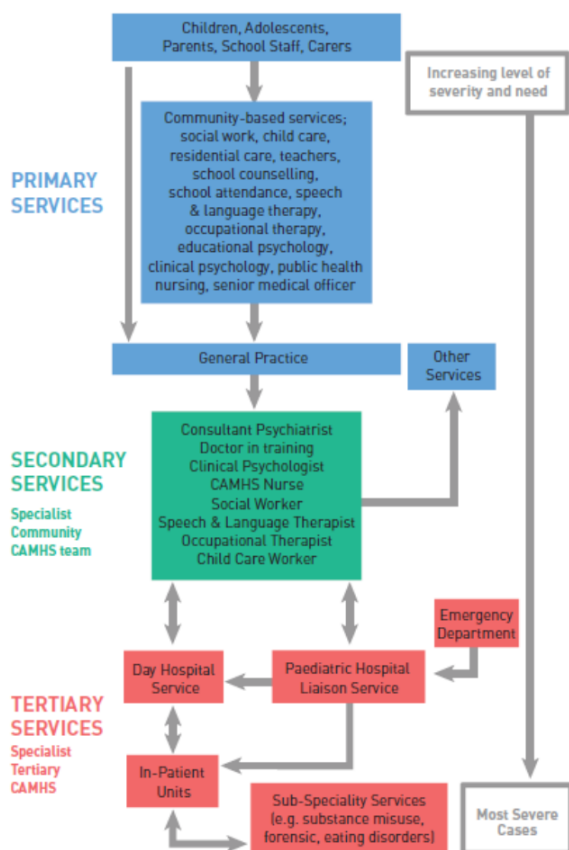 Children, Adolescents,
Parents, School Staff, Carers
Increasing level of
severity and need
Community-based services;
social work, child care,
residential care, teachers,
school counselling,
school attendance, speech
& language therapy,
occupational therapy,
educational psychology,
clinical psychology, public health
nursing, senior medical officer
PRIMARY
SERVICES
General Practice
Other
Services
Consultant Psychiatrist
Doctor in training
Clinical Psychologist
CAMHS Nurse
Social Worker
Speech & Language Therapist
Occupational Therapist
Child Care Worker
SECONDARY
SERVICES
Specialist
Community
CAMHS team
Emergency
Department
Day Hospital
Service
Paediatric Hospital
Liaison Service
TERTIARY
SERVICES
Specialist
Tertiary
CAMHS
In-Patient
Units
Sub-Speciality Services
(e.g. substance misuse,
forensic, eating disorders)
Most Severe
Cases